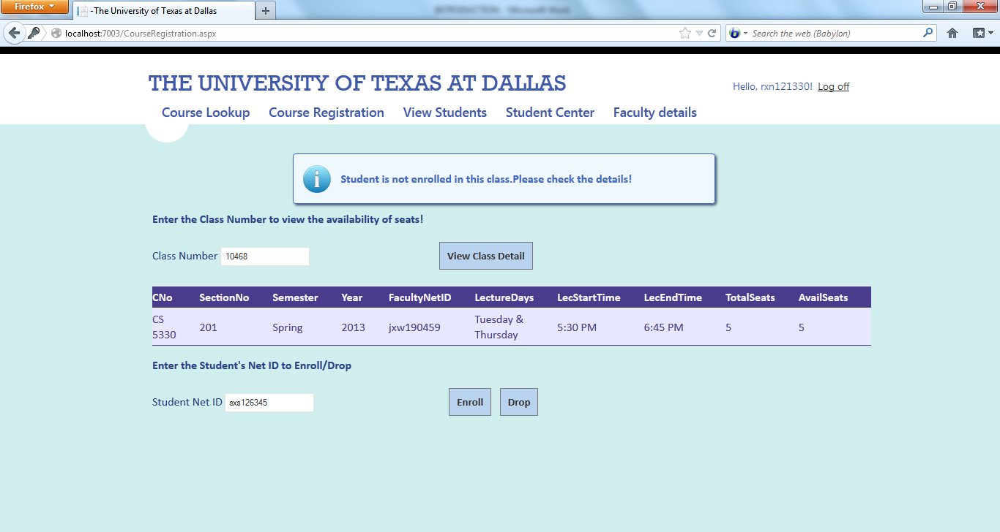 Firefox
-The University of Texas at Dallas
localhost:7003/CourseRegistration.aspx
Search the web (Babylon)
THE UNIVERSITY OF TEXAS AT DALLAS
Hello, rxn121330! Log off
Course Lookup Course Registration View Students Student Center Faculty details
Student is not enrolled in this class.Please check the details!
Enter the Class Number to view the availability of seats!
Class Number 10468 View Class Detail
CNo SectionNo Semester Year FacultyNetID LectureDays LecStartTime LecEndTime TotalSeats AvailSeats
CS 5330 201 Spring 2013 jxw190459 Tuesday & Thursday 5:30 PM 6:45 PM 5 5
Enter the Student's Net ID to Enroll/Drop
Student Net ID sxs126345 Enroll Drop